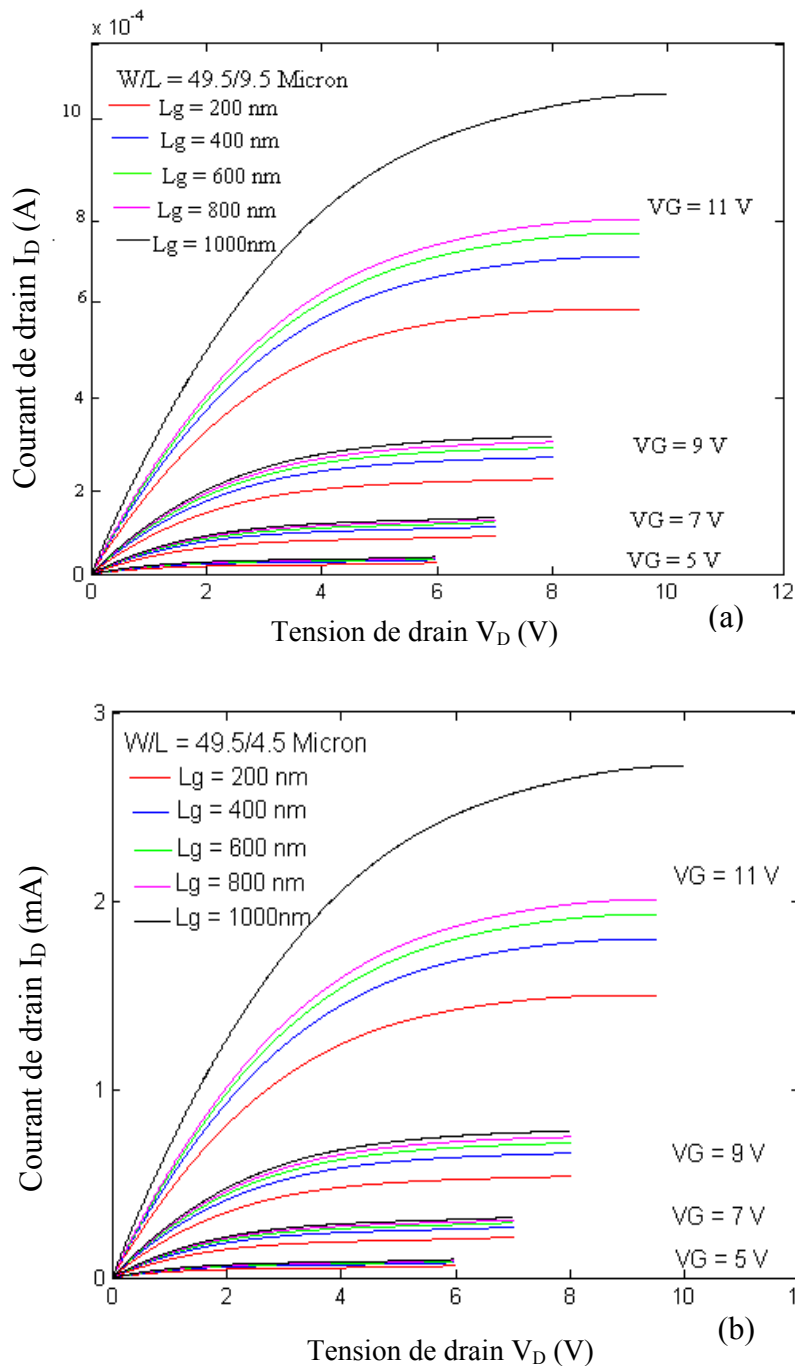 x 10⁻⁴
W/L = 49.5/9.5 Micron
Lg = 200 nm
Lg = 400 nm
Lg = 600 nm
Lg = 800 nm
Lg = 1000nm
VG = 11 V
VG = 9 V
VG = 7 V
VG = 5 V
10
8
6
4
2
0
Courant de drain I_D (A)
0 2 4 6 8 10 12
Tension de drain V_D (V)
(a)
W/L = 49.5/4.5 Micron
Lg = 200 nm
Lg = 400 nm
Lg = 600 nm
Lg = 800 nm
Lg = 1000nm
VG = 11 V
VG = 9 V
VG = 7 V
VG = 5 V
3
2
1
0
Courant de drain I_D (mA)
0 2 4 6 8 10
Tension de drain V_D (V)
(b)